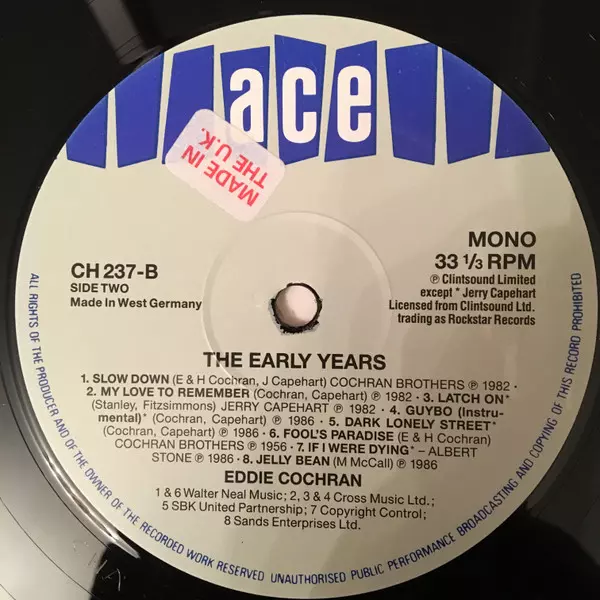 ace
MADE IN
THE U.K.
CH 237-B
SIDE TWO
Made In West Germany
MONO
33 1/3 RPM
℗ Clintsound Limited
except * Jerry Capehart
Licensed from Clintsound Ltd.
trading as Rockstar Records
THE EARLY YEARS
1. SLOW DOWN (E & H Cochran, J Capehart) COCHRAN BROTHERS ℗ 1982 ·
2. MY LOVE TO REMEMBER (Cochran, Capehart) ℗ 1982 · 3. LATCH ON*
(Stanley, Fitzsimmons) JERRY CAPEHART ℗ 1982 · 4. GUYBO (Instru-
mental)* (Cochran, Capehart) ℗ 1986 · 5. DARK LONELY STREET*
(Cochran, Capehart) ℗ 1986 · 6. FOOL'S PARADISE (E & H Cochran)
COCHRAN BROTHERS ℗ 1956 · 7. IF I WERE DYING* – ALBERT
STONE ℗ 1986 · 8. JELLY BEAN (M McCall) ℗ 1986
EDDIE COCHRAN
1 & 6 Walter Neal Music; 2, 3 & 4 Cross Music Ltd.;
5 SBK United Partnership; 7 Copyright Control;
8 Sands Enterprises Ltd.
ALL RIGHTS OF THE PRODUCER AND OF THE OWNER OF THE RECORDED WORK RESERVED UNAUTHORISED PUBLIC PERFORMANCE BROADCASTING AND COPYING OF THIS RECORD PROHIBITED